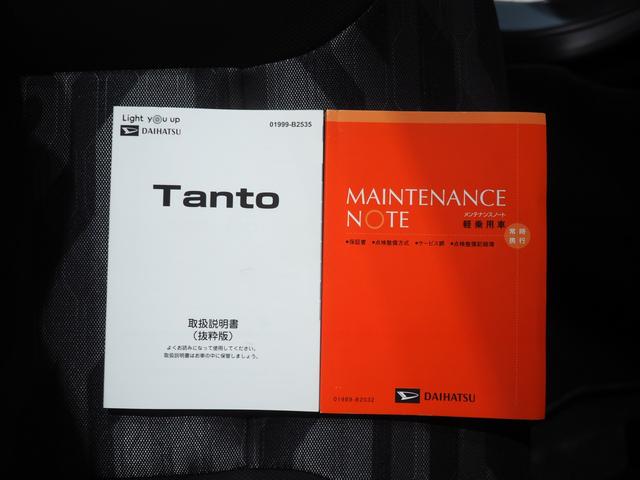 Light you up
DAIHATSU
01999-B2535
Tanto
取扱説明書
（抜粋版）
よくお読みになって使用してください。
取扱説明書はお車の中に保管しましょう。
MAINTENANCE
NOTE
メンテナンスノート
軽乗用車
常時
携行
●保証書 ●点検整備方式 ●サービス網 ●点検整備記録簿
01989-B2032
DAIHATSU